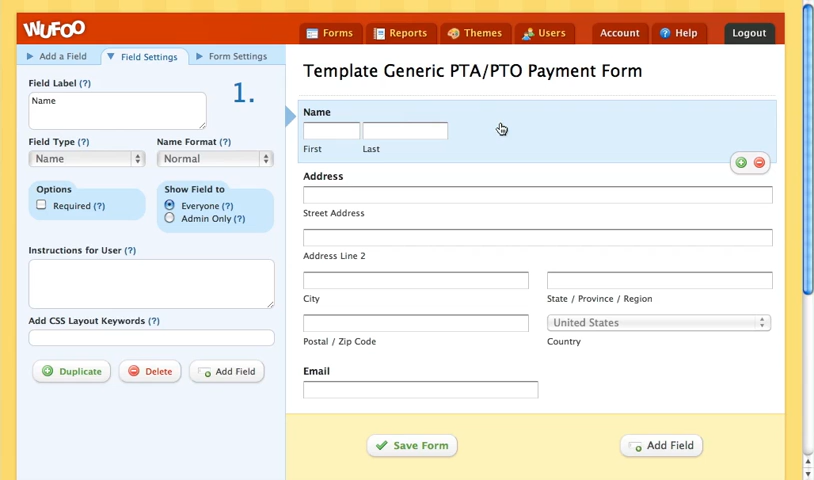 WUFOO
Forms Reports Themes Users Account Help Logout
Add a Field Field Settings Form Settings
Field Label (?)
1.
Name
Field Type (?) Name Format (?)
Name Normal
Options Show Field to
Required (?) Everyone (?)
Admin Only (?)
Instructions for User (?)
Add CSS Layout Keywords (?)
Duplicate Delete Add Field
Template Generic PTA/PTO Payment Form
Name
First Last
Address
Street Address
Address Line 2
City State / Province / Region
United States
Postal / Zip Code Country
Email
Save Form Add Field